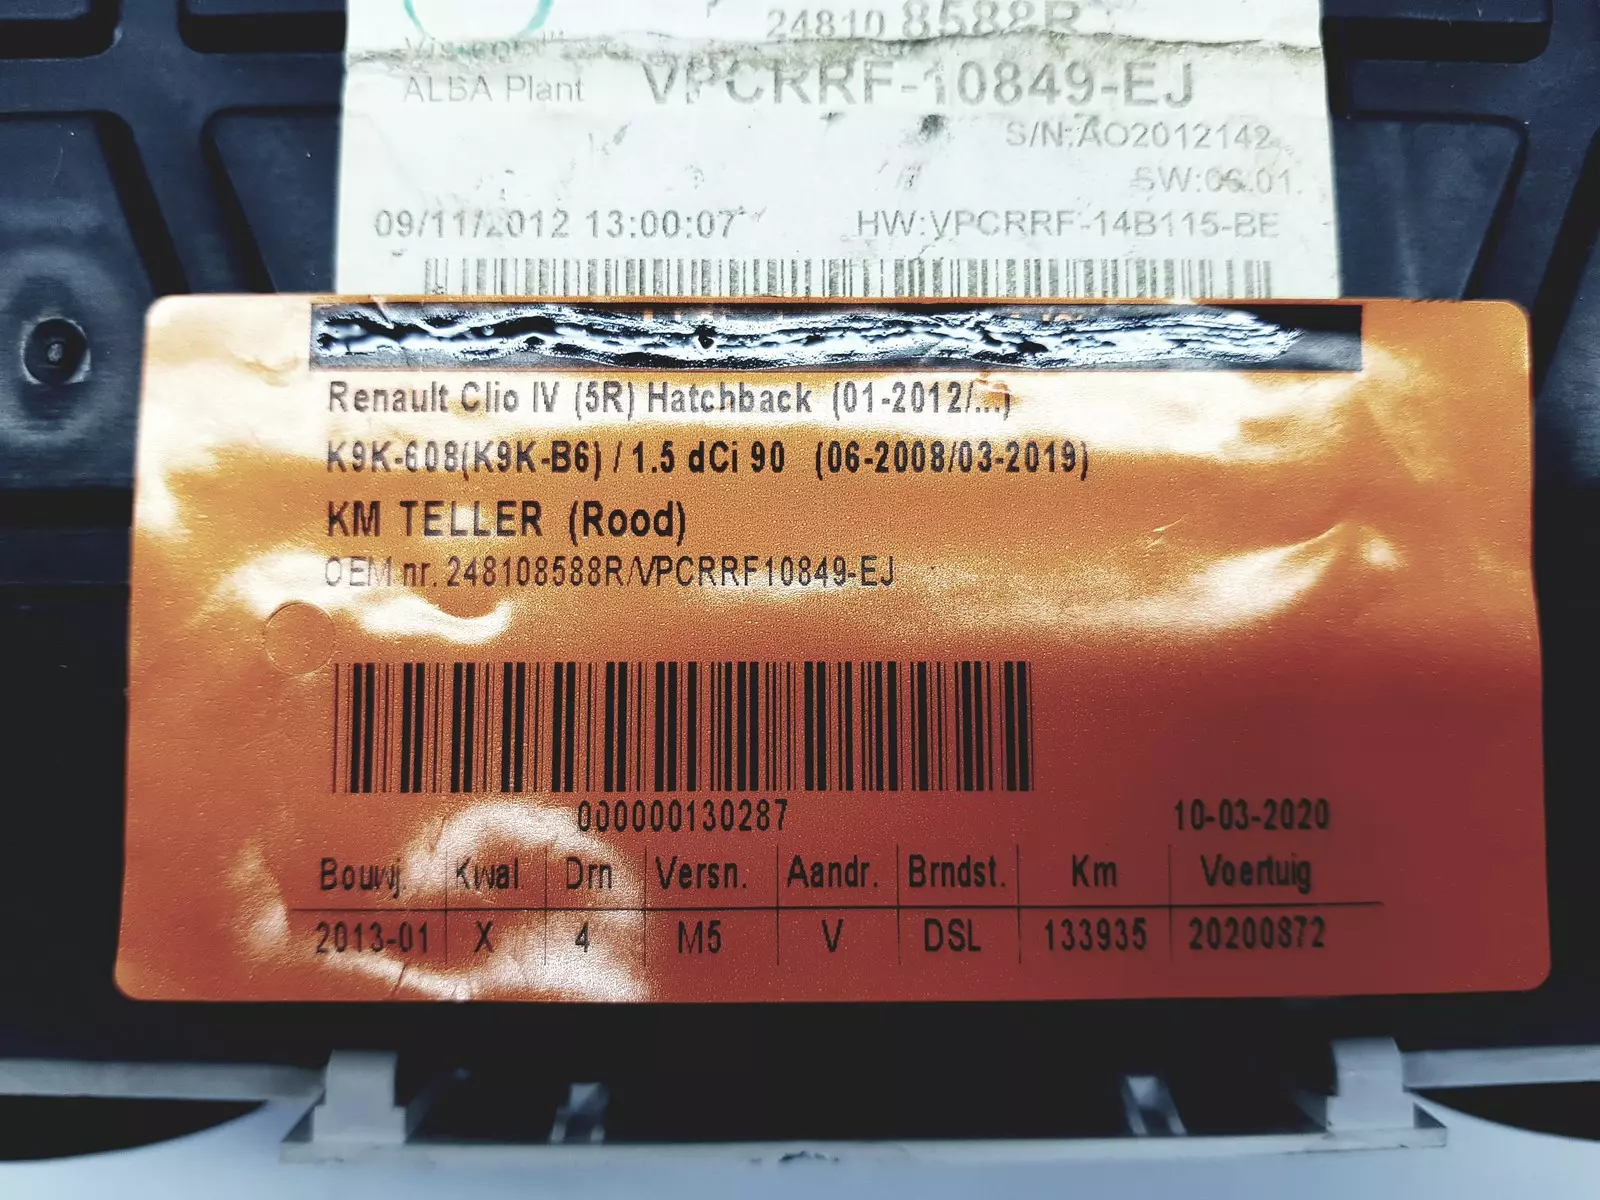 24810 8588R
ALBA Plant VPCRRF-10849-EJ
S/N:AO2012142
SW:06.01.
09/11/2012 13:00:07 HW:VPCRRF-14B115-BE
Renault Clio IV (5R) Hatchback (01-2012/...)
K9K-608(K9K-B6) / 1.5 dCi 90 (06-2008/03-2019)
KM TELLER (Rood)
OEM nr. 248108588R/VPCRRF10849-EJ
000000130287 10-03-2020
Bouwj. Kwal Drn Versn. Aandr. Brndst. Km Voertuig
2013-01 X 4 M5 V DSL 133935 20200872